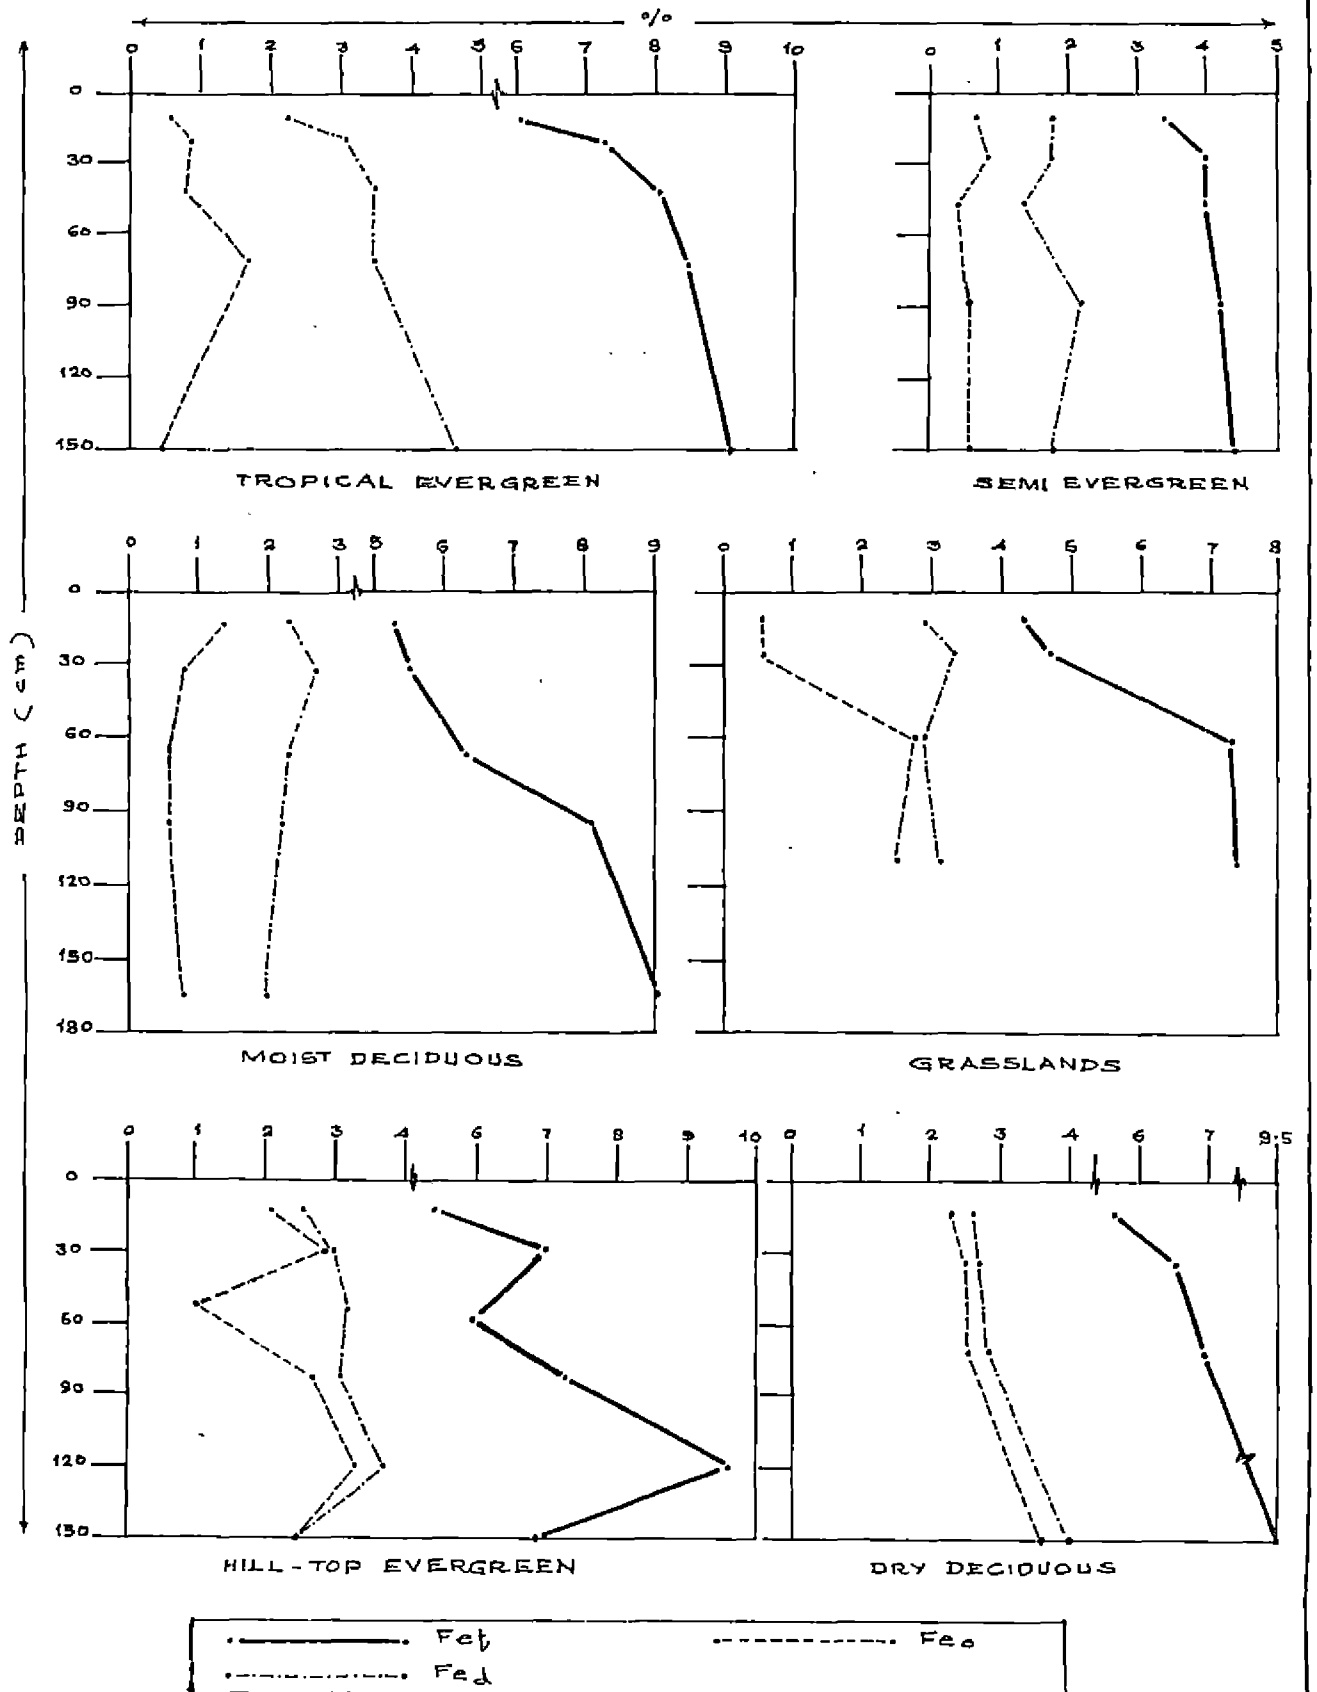 %
0 1 2 3 4 5 6 7 8 9 10
0 1 2 3 4 5
0
30
60
90
120
150
TROPICAL EVERGREEN
SEMI EVERGREEN
DEPTH (cm)
0 1 2 3 5 6 7 8 9
0 1 2 3 4 5 6 7 8
0
30
60
90
120
150
180
MOIST DECIDUOUS
GRASSLANDS
0 1 2 3 4 6 7 8 9 10
0 1 2 3 4 6 7 9.5
0
30
60
90
120
150
HILL-TOP EVERGREEN
DRY DECIDUOUS
Fet
Feo
Fed